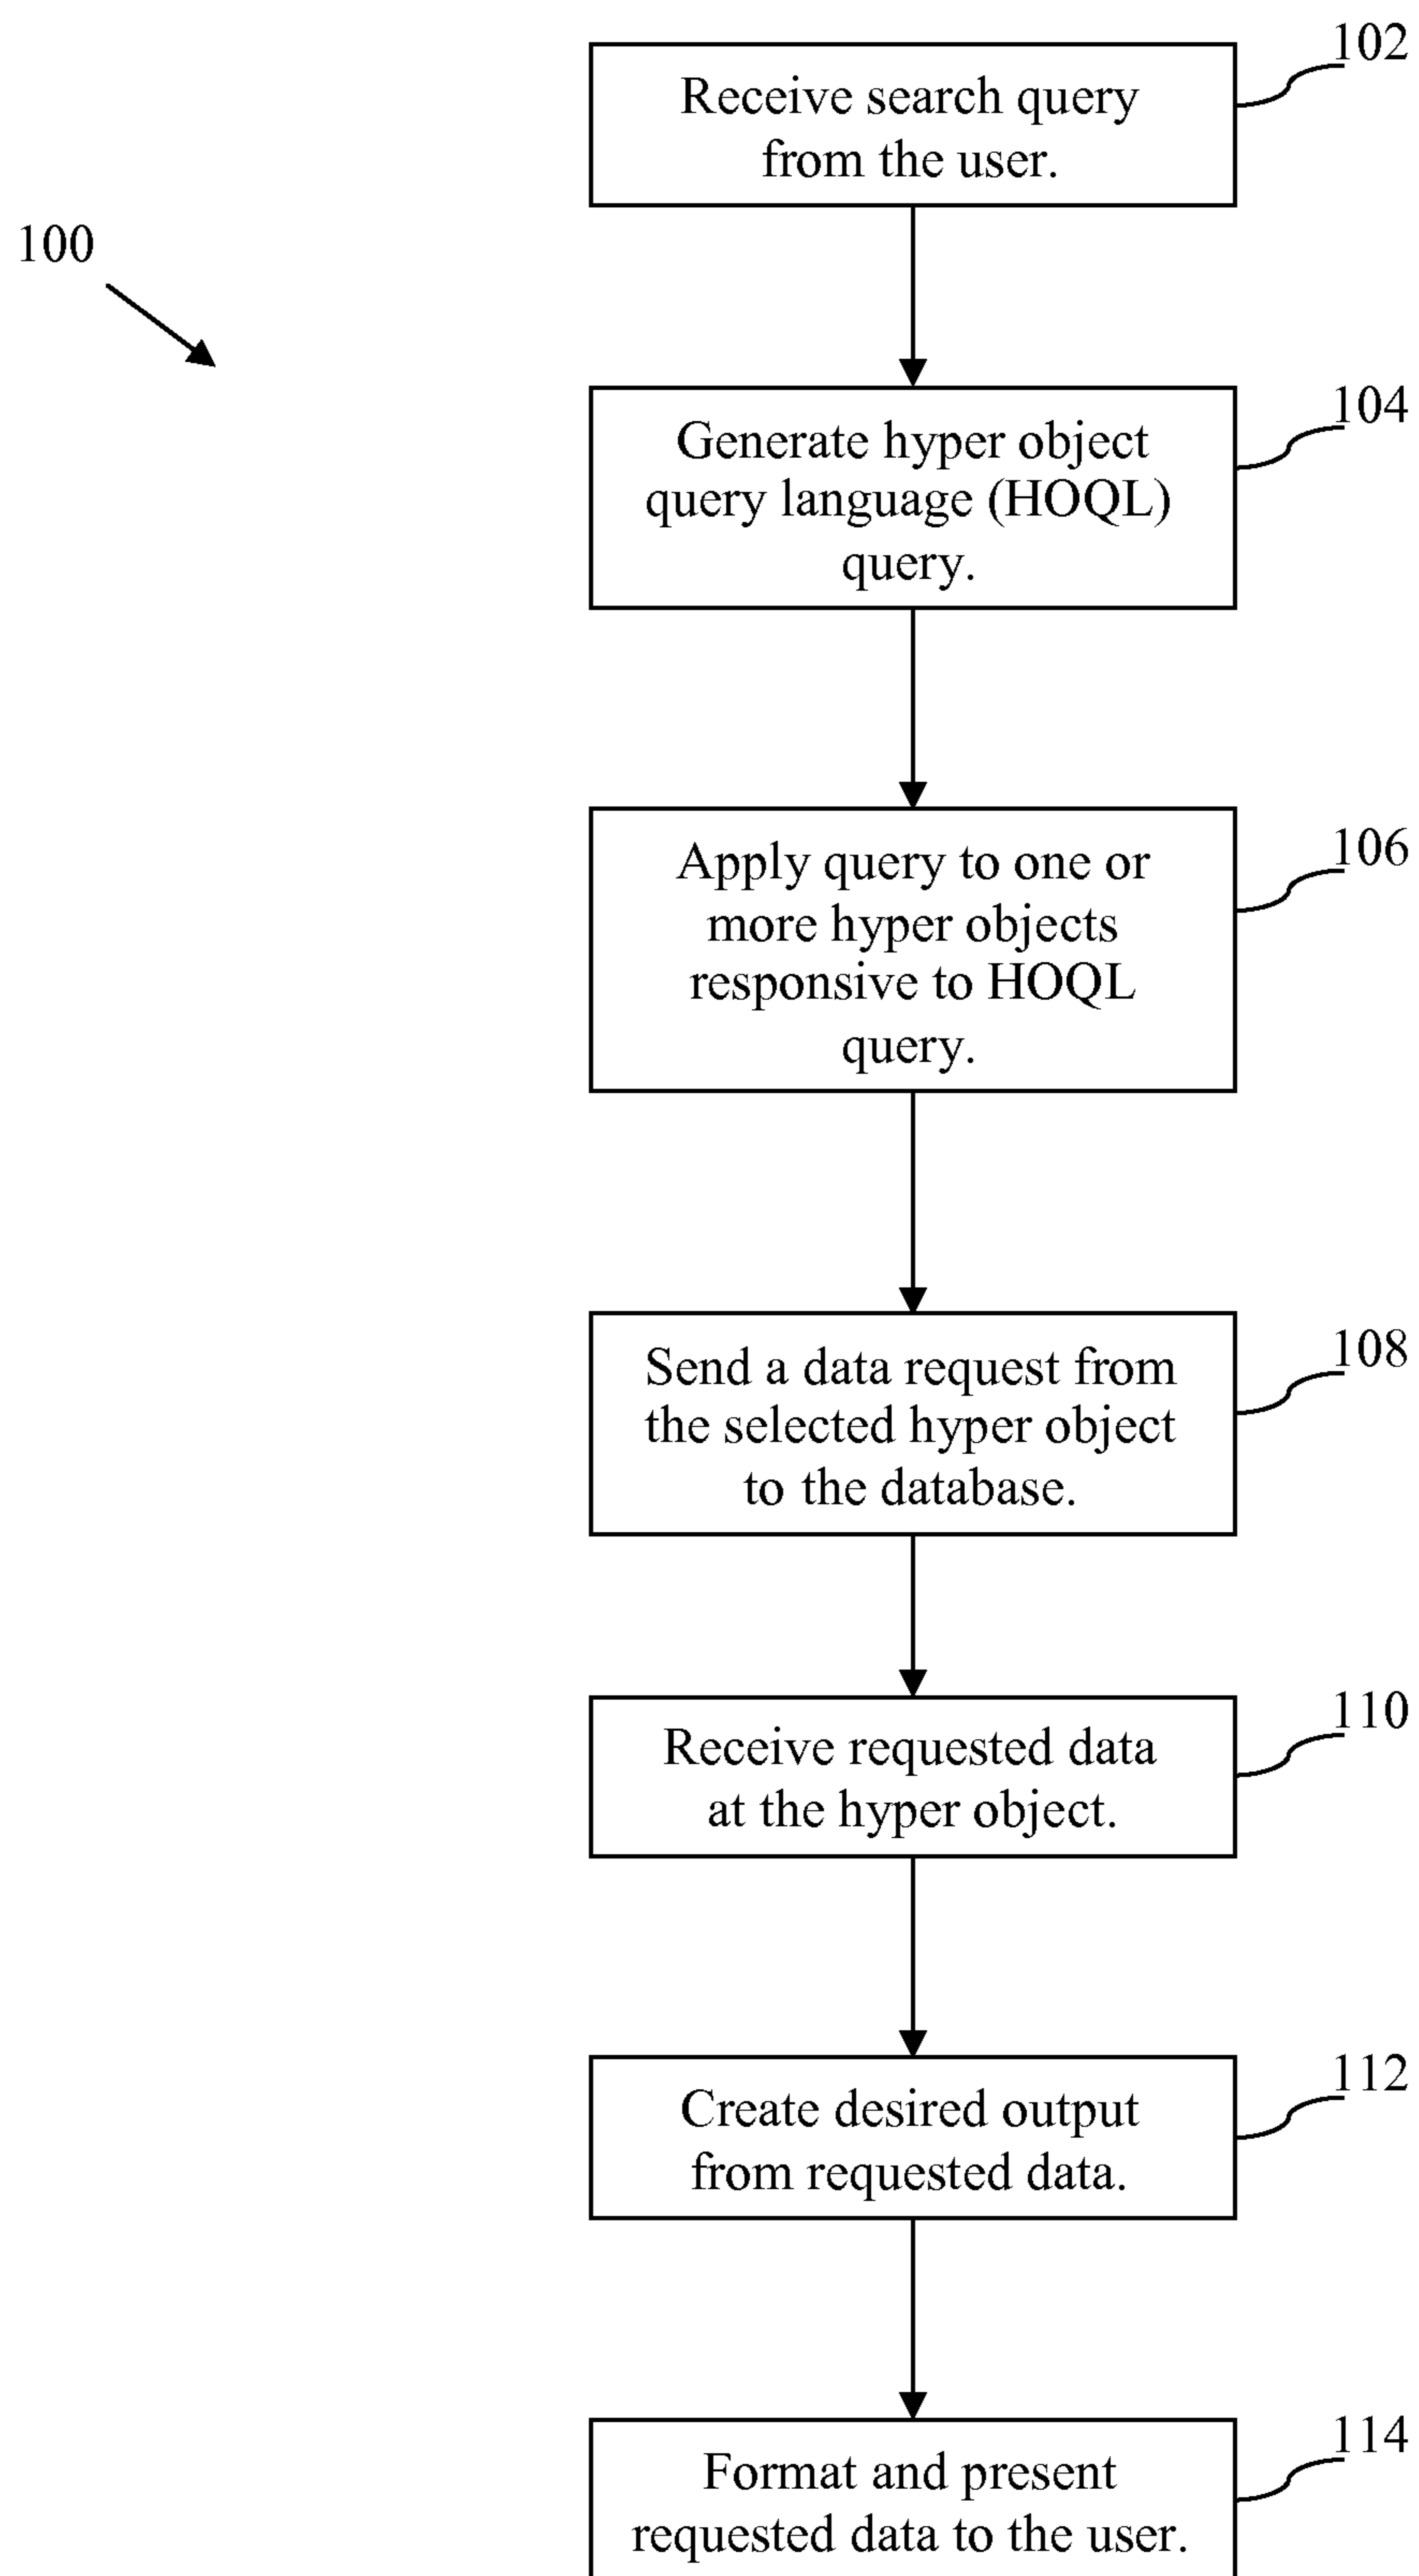 102
Receive search query
from the user.
100
104
Generate hyper object
query language (HOQL)
query.
106
Apply query to one or
more hyper objects
responsive to HOQL
query.
108
Send a data request from
the selected hyper object
to the database.
110
Receive requested data
at the hyper object.
112
Create desired output
from requested data.
114
Format and present
requested data to the user.